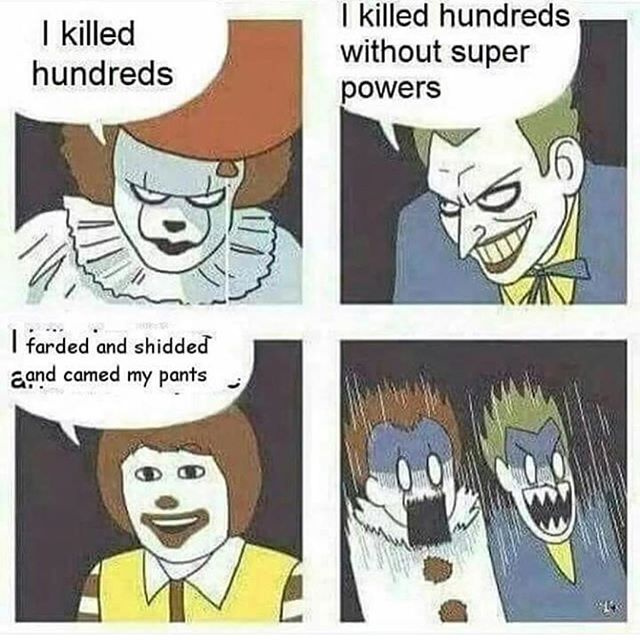 I killed
hundreds
I killed hundreds
without super
powers
I farded and shidded
and camed my pants